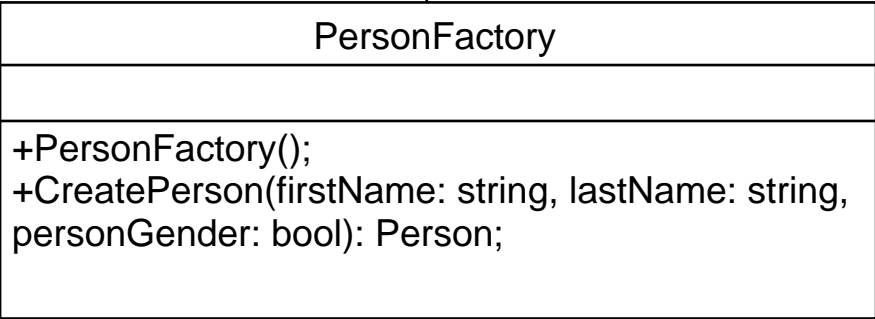 PersonFactory
+PersonFactory();
+CreatePerson(firstName: string, lastName: string,
personGender: bool): Person;